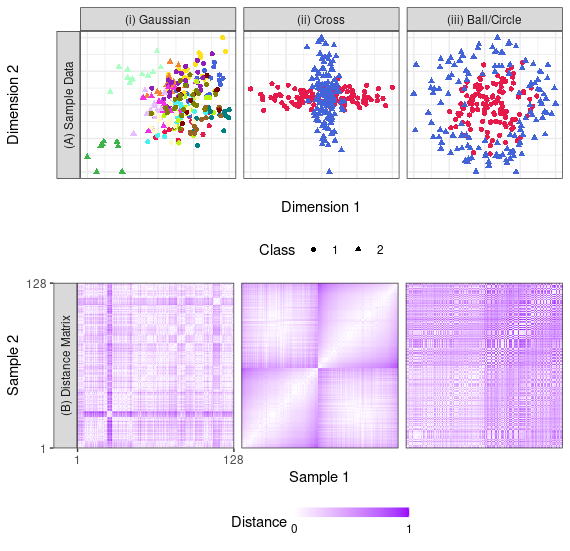 (i) Gaussian
(ii) Cross
(iii) Ball/Circle
Dimension 2
(A) Sample Data
Dimension 1
Class 1 2
128
Sample 2
(B) Distance Matrix
1
1
128
Sample 1
Distance
0
1